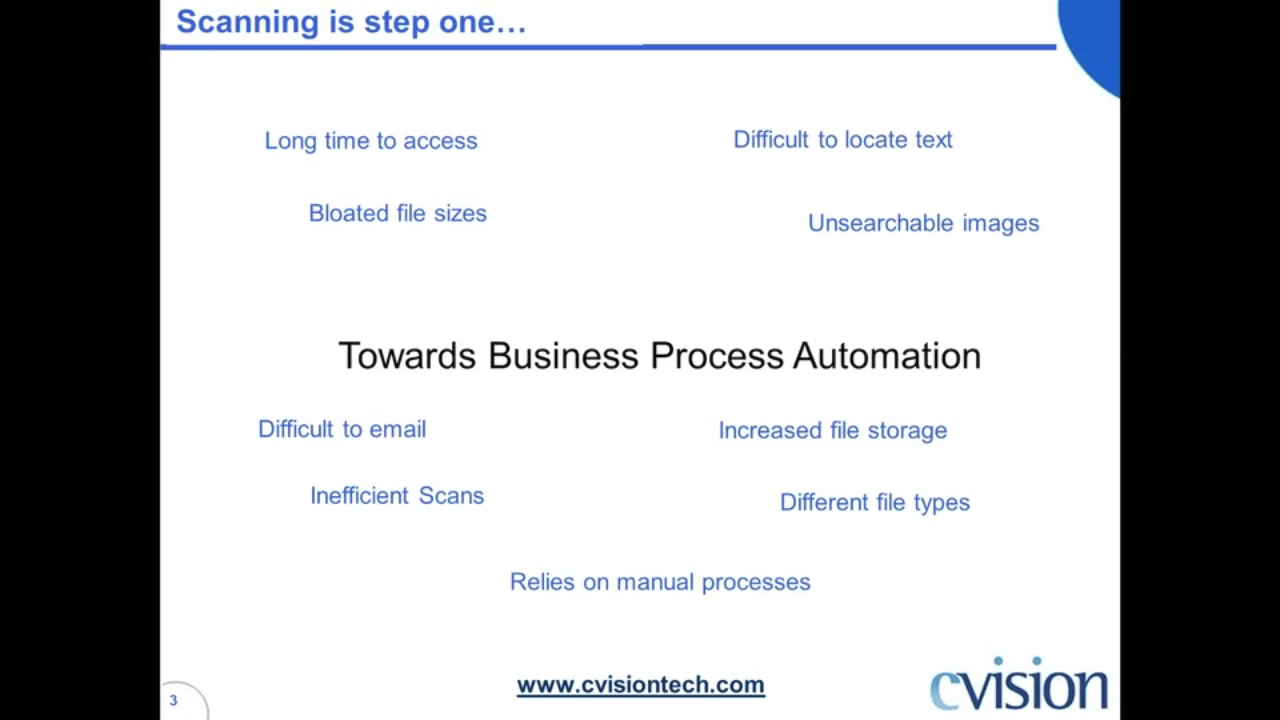 Scanning is step one…
Long time to access
Difficult to locate text
Bloated file sizes
Unsearchable images
Towards Business Process Automation
Difficult to email
Increased file storage
Inefficient Scans
Different file types
Relies on manual processes
www.cvisiontech.com
cvision
3